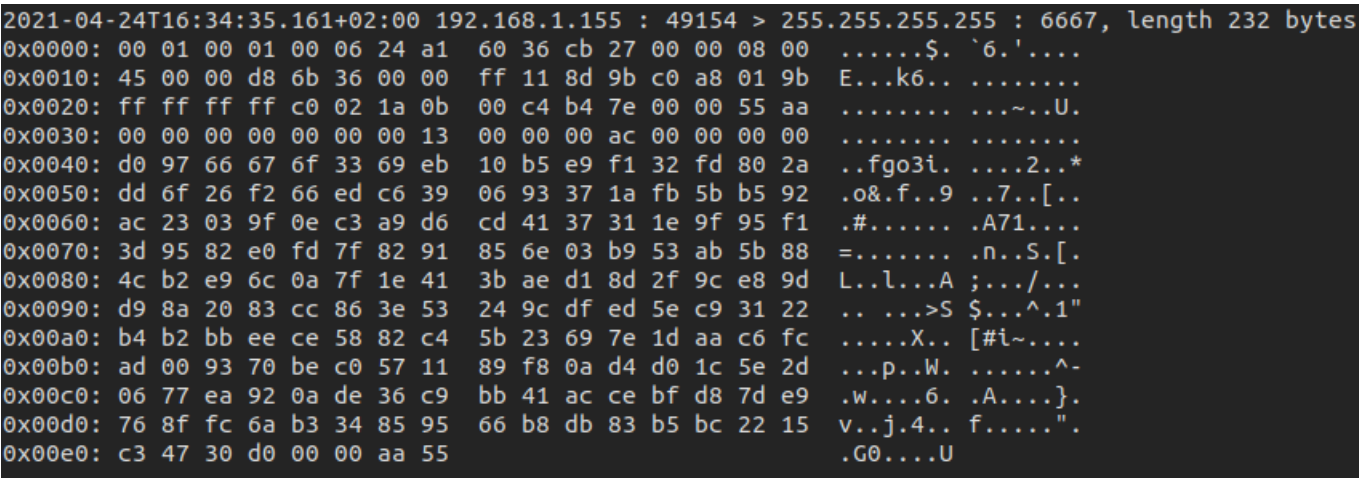 2021-04-24T16:34:35.161+02:00 192.168.1.155 : 49154 > 255.255.255.255 : 6667, length 232 bytes
0x0000: 00 01 00 01 00 06 24 a1  60 36 cb 27 00 00 08 00  ......$. `6.'....
0x0010: 45 00 00 d8 6b 36 00 00  ff 11 8d 9b c0 a8 01 9b  E...k6.. ........
0x0020: ff ff ff ff c0 02 1a 0b  00 c4 b4 7e 00 00 55 aa  ........ ...~..U.
0x0030: 00 00 00 00 00 00 00 13  00 00 00 ac 00 00 00 00  ........ ........
0x0040: d0 97 66 67 6f 33 69 eb  10 b5 e9 f1 32 fd 80 2a  ..fgo3i. ....2..*
0x0050: dd 6f 26 f2 66 ed c6 39  06 93 37 1a fb 5b b5 92  .o&.f..9 ..7..[..
0x0060: ac 23 03 9f 0e c3 a9 d6  cd 41 37 31 1e 9f 95 f1  .#...... .A71....
0x0070: 3d 95 82 e0 fd 7f 82 91  85 6e 03 b9 53 ab 5b 88  =....... .n..S.[.
0x0080: 4c b2 e9 6c 0a 7f 1e 41  3b ae d1 8d 2f 9c e8 9d  L..l...A ;.../...
0x0090: d9 8a 20 83 cc 86 3e 53  24 9c df ed 5e c9 31 22  .. ...>S $...^.1"
0x00a0: b4 b2 bb ee ce 58 82 c4  5b 23 69 7e 1d aa c6 fc  .....X.. [#i~....
0x00b0: ad 00 93 70 be c0 57 11  89 f8 0a d4 d0 1c 5e 2d  ...p..W. ......^-
0x00c0: 06 77 ea 92 0a de 36 c9  bb 41 ac ce bf d8 7d e9  .w....6. .A....}.
0x00d0: 76 8f fc 6a b3 34 85 95  66 b8 db 83 b5 bc 22 15  v..j.4.. f.....".
0x00e0: c3 47 30 d0 00 00 aa 55                           .G0....U